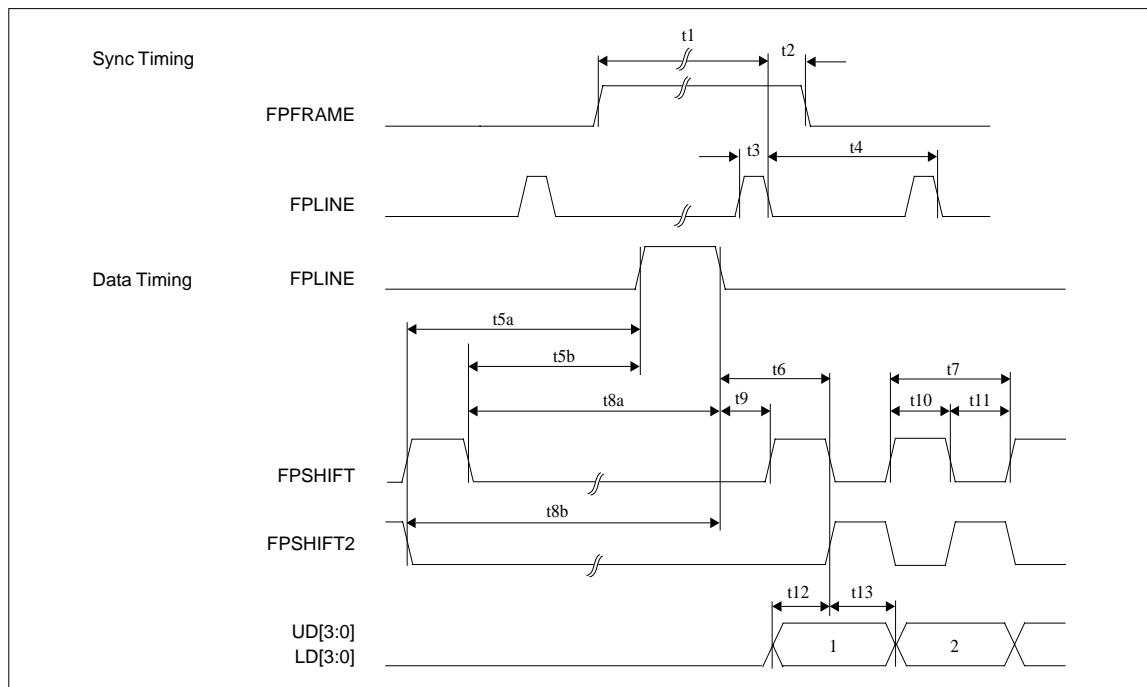 Sync Timing
t1
t2
FPFRAME
t3
t4
FPLINE
Data Timing
FPLINE
t5a
t5b
t6
t7
t8a
t9
t10
t11
FPSHIFT
t8b
FPSHIFT2
t12
t13
UD[3:0]
LD[3:0]
1
2